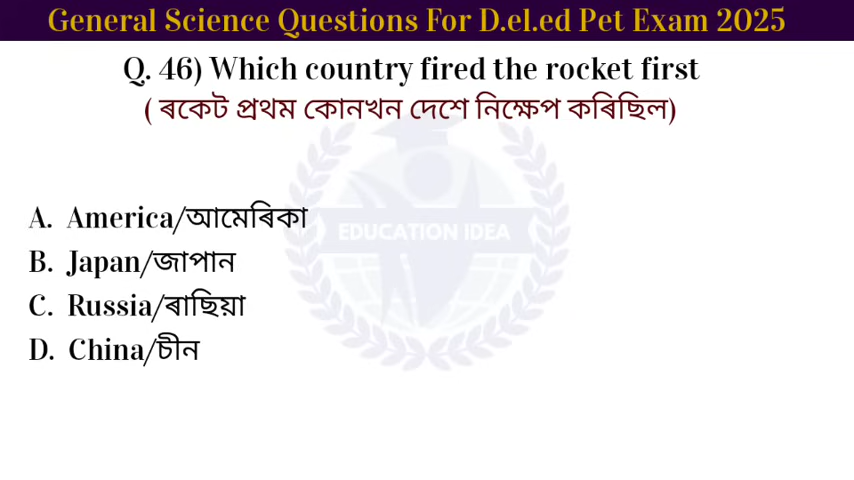 General Science Questions For D.el.ed Pet Exam 2025
Q. 46) Which country fired the rocket first
( ৰকেট প্ৰথম কোনখন দেশে নিক্ষেপ কৰিছিল)
A. America/আমেৰিকা
EDUCATION IDEA
B. Japan/জাপান
C. Russia/ৰাছিয়া
D. China/চীন